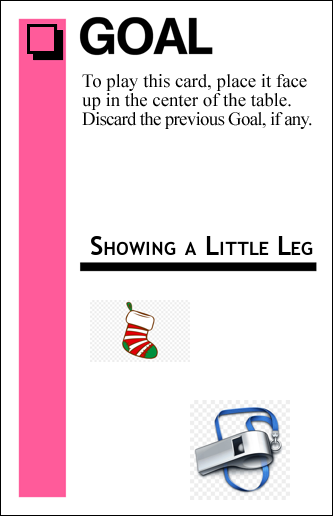 GOAL
To play this card, place it face
up in the center of the table.
Discard the previous Goal, if any.
Showing a Little Leg